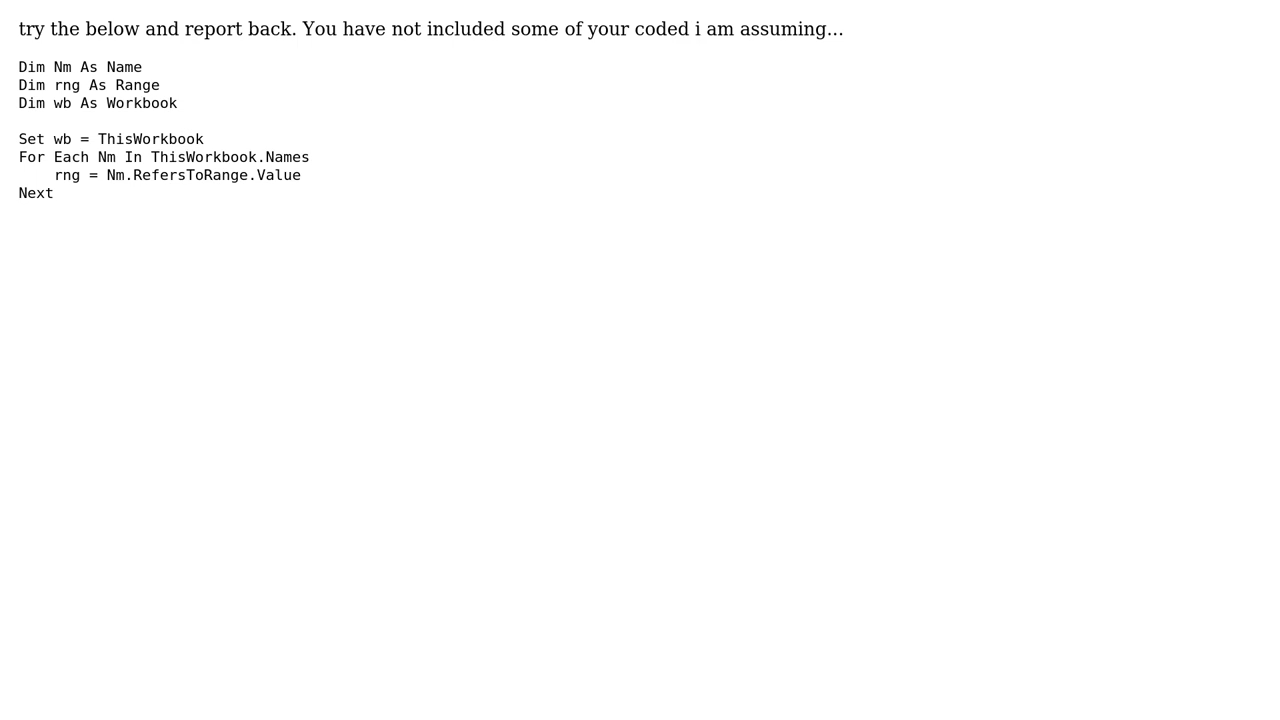 try the below and report back. You have not included some of your coded i am assuming...
Dim Nm As Name
Dim rng As Range
Dim wb As Workbook

Set wb = ThisWorkbook
For Each Nm In ThisWorkbook.Names
    rng = Nm.RefersToRange.Value
Next